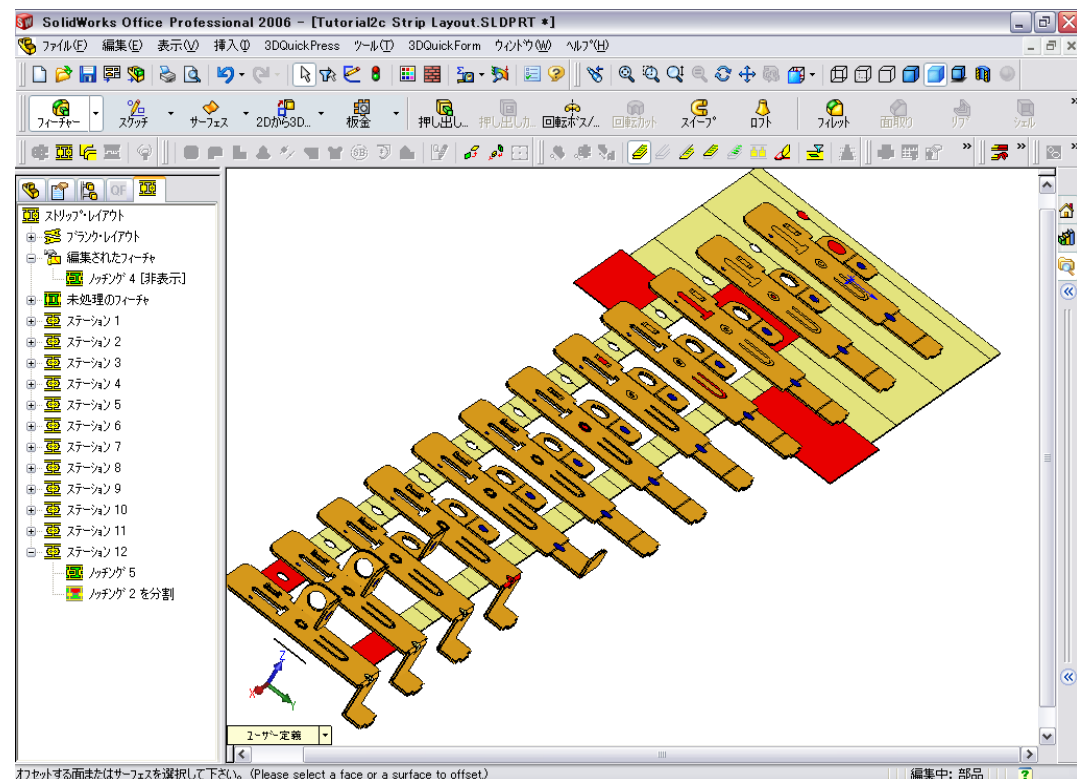 SolidWorks Office Professional 2006 - [Tutorial2c Strip Layout.SLDPRT *]
ファイル(F) 編集(E) 表示(V) 挿入(I) 3DQuickPress ツール(T) 3DQuickForm ウィンドウ(W) ヘルプ(H)
フィーチャー スケッチ サーフェス 2Dから3D... 板金 押し出し... 押し出しカ... 回転ボス/... 回転カット スイープ ロフト フィレット 面取り リブ シェル
QF
ストリップ・レイアウト
ブランク・レイアウト
編集されたフィーチャ
ノッチング 4 [非表示]
未処理のフィーチャ
ステーション 1
ステーション 2
ステーション 3
ステーション 4
ステーション 5
ステーション 6
ステーション 7
ステーション 8
ステーション 9
ステーション 10
ステーション 11
ステーション 12
ノッチング 5
ノッチング 2 を分割
Z
X
Y
ユーザー定義
オフセットする面またはサーフェスを選択して下さい。(Please select a face or a surface to offset.) 編集中: 部品